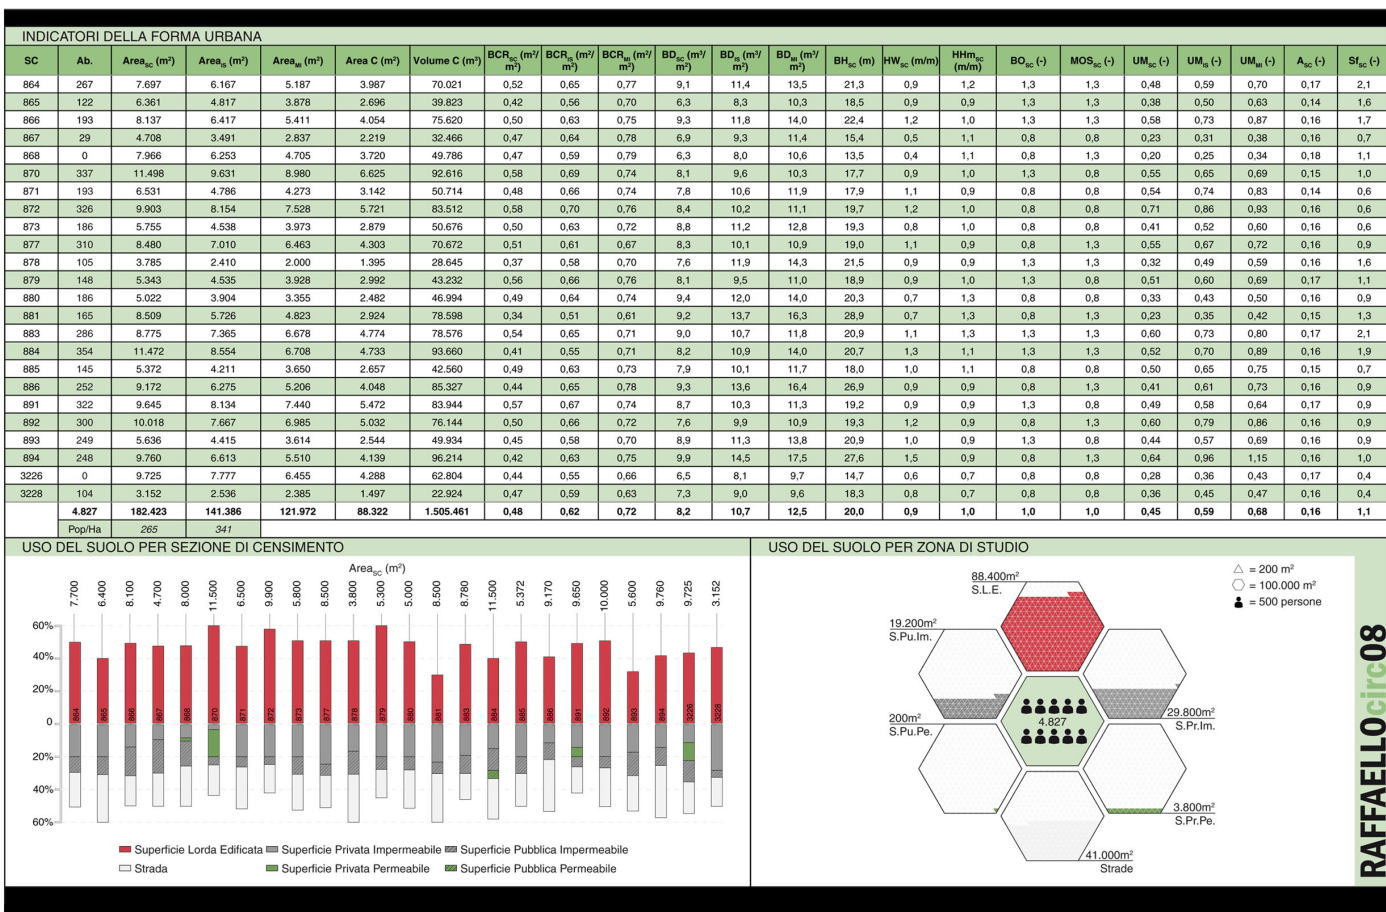 INDICATORI DELLA FORMA URBANA
SC Ab. Area_SC (m²) Area_IS (m²) Area_MI (m²) Area C (m²) Volume C (m³) BCR_SC (m²/m²) BCR_IS (m²/m²) BCR_MI (m²/m²) BD_SC (m³/m²) BD_IS (m³/m²) BD_MI (m³/m²) BH_SC (m) HW_SC (m/m) HHm_SC (m/m) BO_SC (-) MOS_SC (-) UM_SC (-) UM_IS (-) UM_MI (-) A_SC (-) Sf_SC (-)
864 267 7.697 6.167 5.187 3.987 70.021 0,52 0,65 0,77 9,1 11,4 13,5 21,3 0,9 1,2 1,3 1,3 0,48 0,59 0,70 0,17 2,1
865 122 6.361 4.817 3.878 2.696 39.823 0,42 0,56 0,70 6,3 8,3 10,3 18,5 0,9 0,9 1,3 1,3 0,38 0,50 0,63 0,14 1,6
866 193 8.137 6.417 5.411 4.054 75.620 0,50 0,63 0,75 9,3 11,8 14,0 22,4 1,2 1,0 1,3 1,3 0,58 0,73 0,87 0,16 1,7
867 29 4.708 3.491 2.837 2.219 32.466 0,47 0,64 0,78 6,9 9,3 11,4 15,4 0,5 1,1 0,8 0,8 0,23 0,31 0,38 0,16 0,7
868 0 7.966 6.253 4.705 3.720 49.786 0,47 0,59 0,79 6,3 8,0 10,6 13,5 0,4 1,1 0,8 1,3 0,20 0,25 0,34 0,18 1,1
870 337 11.498 9.631 8.980 6.625 92.616 0,58 0,69 0,74 8,1 9,6 10,3 17,7 0,9 1,0 1,3 0,8 0,55 0,65 0,69 0,15 1,0
871 193 6.531 4.786 4.273 3.142 50.714 0,48 0,66 0,74 7,8 10,6 11,9 17,9 1,1 0,9 0,8 0,8 0,54 0,74 0,83 0,14 0,6
872 326 9.903 8.154 7.528 5.721 83.512 0,58 0,70 0,76 8,4 10,2 11,1 19,7 1,2 1,0 0,8 0,8 0,71 0,86 0,93 0,16 0,6
873 186 5.755 4.538 3.973 2.879 50.676 0,50 0,63 0,72 8,8 11,2 12,8 19,3 0,8 1,0 0,8 0,8 0,41 0,52 0,60 0,16 0,6
877 310 8.480 7.010 6.463 4.303 70.672 0,51 0,61 0,67 8,3 10,1 10,9 19,0 1,1 0,9 0,8 1,3 0,55 0,67 0,72 0,16 0,9
878 105 3.785 2.410 2.000 1.395 28.645 0,37 0,58 0,70 7,6 11,9 14,3 21,5 0,9 0,9 1,3 1,3 0,32 0,49 0,59 0,16 1,6
879 148 5.343 4.535 3.928 2.992 43.232 0,56 0,66 0,76 8,1 9,5 11,0 18,9 0,9 1,0 1,3 0,8 0,51 0,60 0,69 0,17 1,1
880 186 5.022 3.904 3.355 2.482 46.994 0,49 0,64 0,74 9,4 12,0 14,0 20,3 0,7 1,3 0,8 0,8 0,33 0,43 0,50 0,16 0,9
881 165 8.509 5.726 4.823 2.924 78.598 0,34 0,51 0,61 9,2 13,7 16,3 28,9 0,7 1,3 0,8 1,3 0,23 0,35 0,42 0,15 1,3
883 286 8.775 7.365 6.678 4.774 78.576 0,54 0,65 0,71 9,0 10,7 11,8 20,9 1,1 1,3 1,3 1,3 0,60 0,73 0,80 0,17 2,1
884 354 11.472 8.554 6.708 4.733 93.660 0,41 0,55 0,71 8,2 10,9 14,0 20,7 1,3 1,1 1,3 1,3 0,52 0,70 0,89 0,16 1,9
885 145 5.372 4.211 3.650 2.657 42.560 0,49 0,63 0,73 7,9 10,1 11,7 18,0 1,0 1,1 0,8 0,8 0,50 0,65 0,75 0,15 0,7
886 252 9.172 6.275 5.206 4.048 85.327 0,44 0,65 0,78 9,3 13,6 16,4 26,9 0,9 0,9 0,8 1,3 0,41 0,61 0,73 0,16 0,9
891 322 9.645 8.134 7.440 5.472 83.944 0,57 0,67 0,74 8,7 10,3 11,3 19,2 0,9 0,9 1,3 0,8 0,49 0,58 0,64 0,17 0,9
892 300 10.018 7.667 6.985 5.032 76.144 0,50 0,66 0,72 7,6 9,9 10,9 19,3 1,2 0,9 1,3 0,8 0,60 0,79 0,86 0,16 0,9
893 249 5.636 4.415 3.614 2.544 49.934 0,45 0,58 0,70 8,9 11,3 13,8 20,9 1,0 0,9 1,3 0,8 0,44 0,57 0,69 0,16 0,9
894 248 9.760 6.613 5.510 4.139 96.214 0,42 0,63 0,75 9,9 14,5 17,5 27,6 1,5 0,9 0,8 1,3 0,64 0,96 1,15 0,16 1,0
3226 0 9.725 7.777 6.455 4.288 62.804 0,44 0,55 0,66 6,5 8,1 9,7 14,7 0,6 0,7 0,8 0,8 0,28 0,36 0,43 0,17 0,4
3228 104 3.152 2.536 2.385 1.497 22.924 0,47 0,59 0,63 7,3 9,0 9,6 18,3 0,8 0,7 0,8 0,8 0,36 0,45 0,47 0,16 0,4
4.827 182.423 141.386 121.972 88.322 1.505.461 0,48 0,62 0,72 8,2 10,7 12,5 20,0 0,9 1,0 1,0 1,0 0,45 0,59 0,68 0,16 1,1
Pop/Ha 265 341
USO DEL SUOLO PER SEZIONE DI CENSIMENTO
Area_SC (m²)
7.700 6.400 8.100 4.700 8.000 11.500 6.500 9.900 5.800 8.500 3.800 5.300 5.000 8.500 8.780 11.500 5.372 9.170 9.650 10.000 5.600 9.760 9.725 3.152
60%
40%
20%
0
20%
40%
60%
864 865 866 867 868 870 871 872 873 877 878 879 880 881 883 884 885 886 891 892 893 894 3226 3228
Superficie Lorda Edificata Superficie Privata Impermeabile Superficie Pubblica Impermeabile
Strada Superficie Privata Permeabile Superficie Pubblica Permeabile
USO DEL SUOLO PER ZONA DI STUDIO
88.400m²
S.L.E.
19.200m²
S.Pu.Im.
200m²
S.Pu.Pe.
4.827
29.800m²
S.Pr.Im.
3.800m²
S.Pr.Pe.
41.000m²
Strade
= 200 m²
= 100.000 m²
= 500 persone
RAFFAELLOcirc08